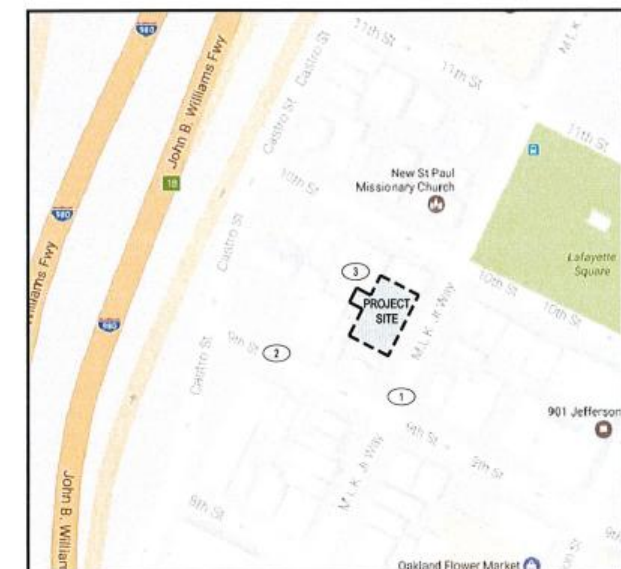 980
John B. Williams Fwy
Castro St
Castro St
11th St
11th St
M L K
11th St
18
10th St
New St Paul
Missionary Church
980
Williams Fwy
Castro St
Lafayette
Square
3
PROJECT
SITE
M L K Jr Way
10th St
10th St
980
9th St
2
Castro St
1
901 Jefferson
9th St
9th St
M L K Jr Way
8th St
John B. William
Oakland Flower Market